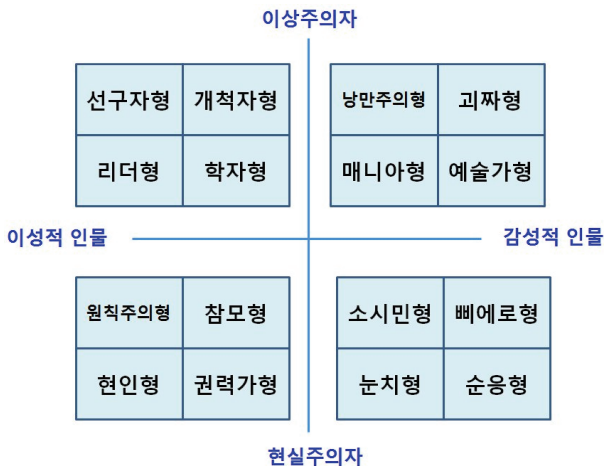 이상주의자
선구자형 개척자형 낭만주의형 괴짜형
리더형 학자형 매니아형 예술가형
이성적 인물 감성적 인물
원칙주의형 참모형 소시민형 삐에로형
현인형 권력가형 눈치형 순응형
현실주의자